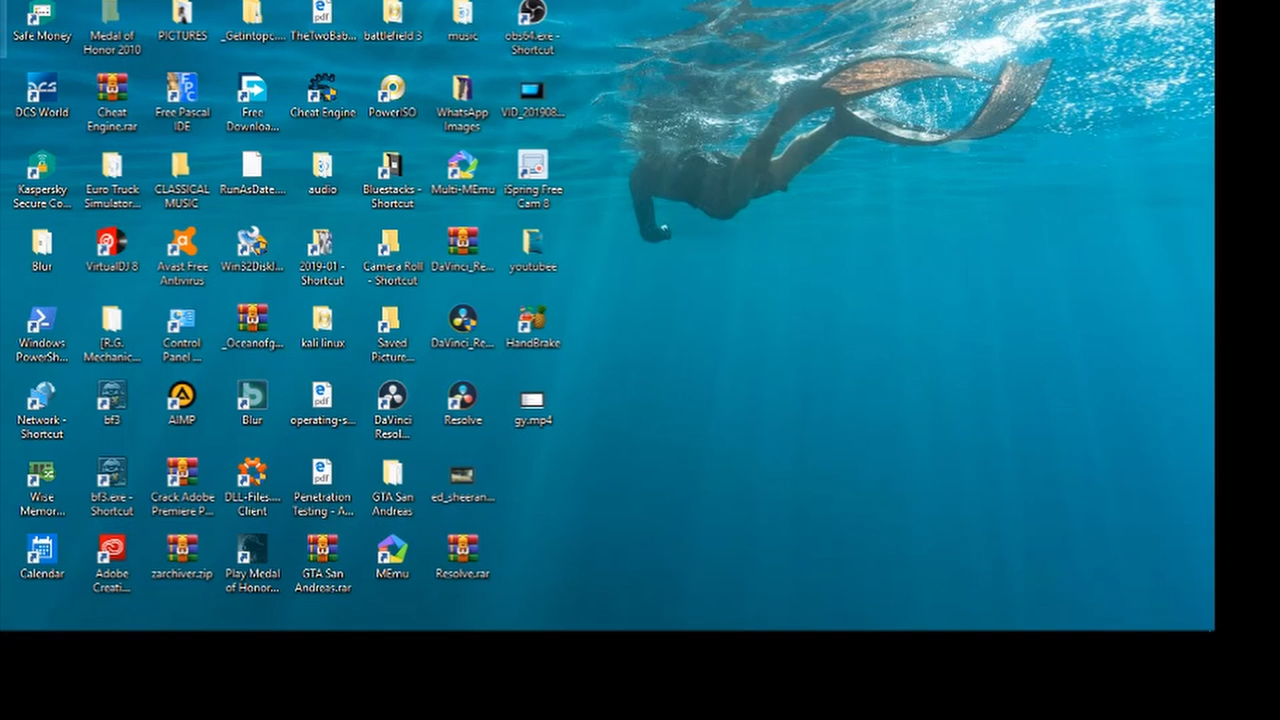 Safe Money
Medal of
Honor 2010
PICTURES
_Getintopc....
TheTwoBab...
battlefield 3
music
obs64.exe -
Shortcut
DCS World
Cheat
Engine.rar
Free Pascal
IDE
Free
Downloa...
Cheat Engine
PowerISO
WhatsApp
Images
VID_201908...
Kaspersky
Secure Co...
Euro Truck
Simulator...
CLASSICAL
MUSIC
RunAsDate....
audio
Bluestacks -
Shortcut
Multi-MEmu
iSpring Free
Cam 8
Blur
VirtualDJ 8
Avast Free
Antivirus
Win32DiskI...
2019-01 -
Shortcut
Camera Roll
- Shortcut
DaVinci_Re...
youtubee
Windows
PowerSh...
[R.G.
Mechanic...
Control
Panel ...
_Oceanofg...
kali linux
Saved
Picture...
DaVinci_Re...
HandBrake
Network -
Shortcut
bf3
AIMP
Blur
operating-s...
DaVinci
Resol...
Resolve
gy.mp4
Wise
Memor...
bf3.exe -
Shortcut
Crack Adobe
Premiere P...
DLL-Files....
Client
Penetration
Testing - A...
GTA San
Andreas
ed_sheeran...
Calendar
Adobe
Creati...
zarchiver.zip
Play Medal
of Honor...
GTA San
Andreas.rar
MEmu
Resolve.rar